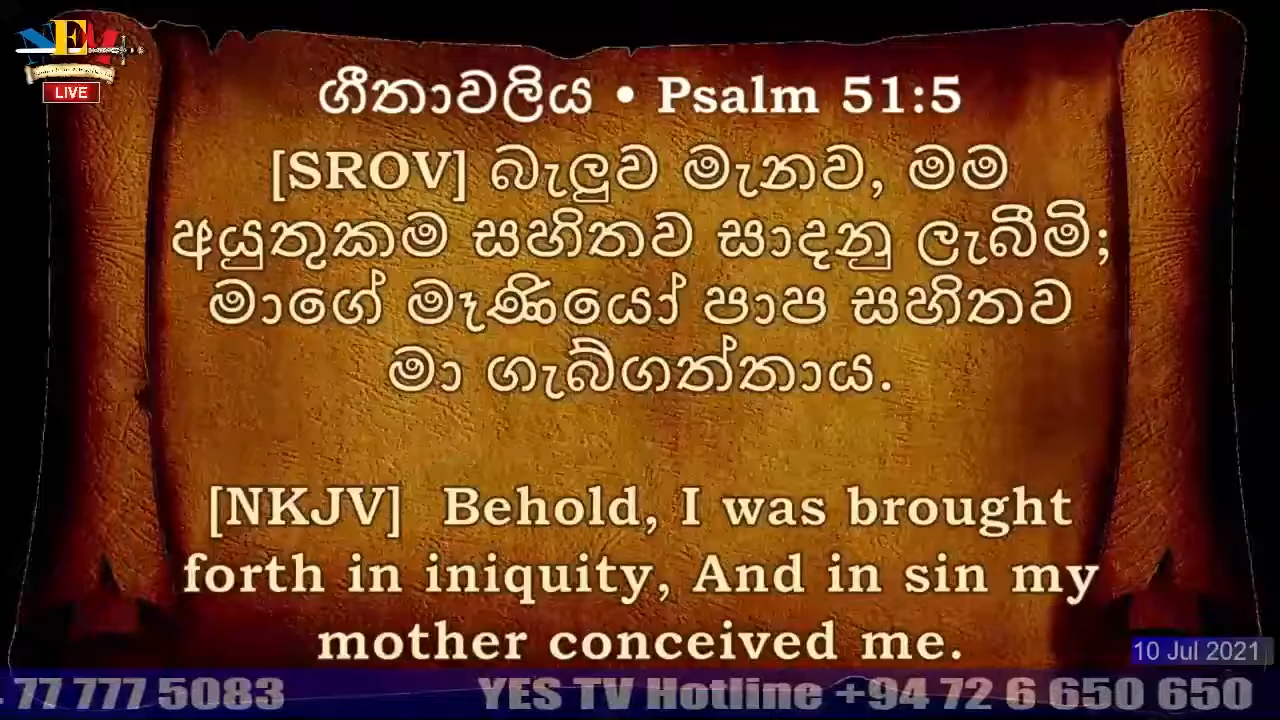 LIVE
ගීතාවලිය • Psalm 51:5
[SROV] බැලුව මැනව, මම
අයුතුකම සහිතව සාදනු ලැබීමි;
මාගේ මෑණියෝ පාප සහිතව
මා ගැබ්ගත්තාය.
[NKJV] Behold, I was brought
forth in iniquity, And in sin my
mother conceived me.
10 Jul 2021
77 777 5083 YES TV Hotline +94 72 6 650 650